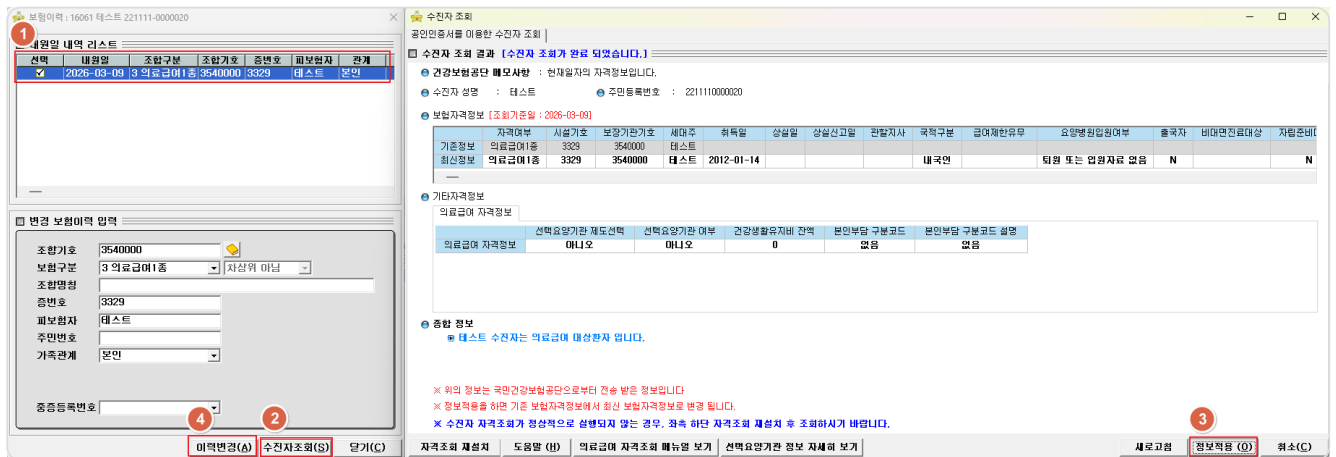 보험이력 : 16061 테스트 221111-0000020
1
내원일 내역 리스트
선택 내원일 조합구분 조합기호 증번호 피보험자 관계
2026-03-09 3 의료급여1종 3540000 3329 테스트 본인
변경 보험이력 입력
조합기호 3540000
보험구분 3 의료급여1종 차상위 아님
조합명칭
증번호 3329
피보험자 테스트
주민번호
가족관계 본인
중증등록번호
4 2
이력변경(A) 수진자조회(S) 닫기(C)
수진자 조회
공인인증서를 이용한 수진자 조회
수진자 조회 결과 [수진자 조회가 완료 되었습니다.]
건강보험공단 메모사항 : 현재일자의 자격정보입니다.
수진자 성명 : 테스트 주민등록번호 : 2211110000020
보험자격정보 [조회기준일 : 2026-03-09]
자격여부 시설기호 보장기관기호 세대주 취득일 상실일 상실신고일 관할지사 국적구분 급여제한유무 요양병원입원여부 출국자 비대면진료대상 자립준비
기존정보 의료급여1종 3329 3540000 테스트
최신정보 의료급여1종 3329 3540000 테스트 2012-01-14 내국인 퇴원 또는 입원자료 없음 N N
기타자격정보
의료급여 자격정보
선택요양기관 제도선택 선택요양기관 여부 건강생활유지비 잔액 본인부담 구분코드 본인부담 구분코드 설명
의료급여 자격정보 아니오 아니오 0 없음 없음
종합 정보
테스트 수진자는 의료급여 대상환자 입니다.
※ 위의 정보는 국민건강보험공단으로부터 전송 받은 정보입니다
※ 정보적용을 하면 기존 보험자격정보에서 최신 보험자격정보로 변경 됩니다.
※ 수진자 자격조회가 정상적으로 실행되지 않는 경우, 좌측 하단 자격조회 재설치 후 조회하시기 바랍니다.
3
자격조회 재설치 도움말 (H) 의료급여 자격조회 메뉴얼 보기 선택요양기관 정보 자세히 보기 새로고침 정보적용 (O) 취소(C)